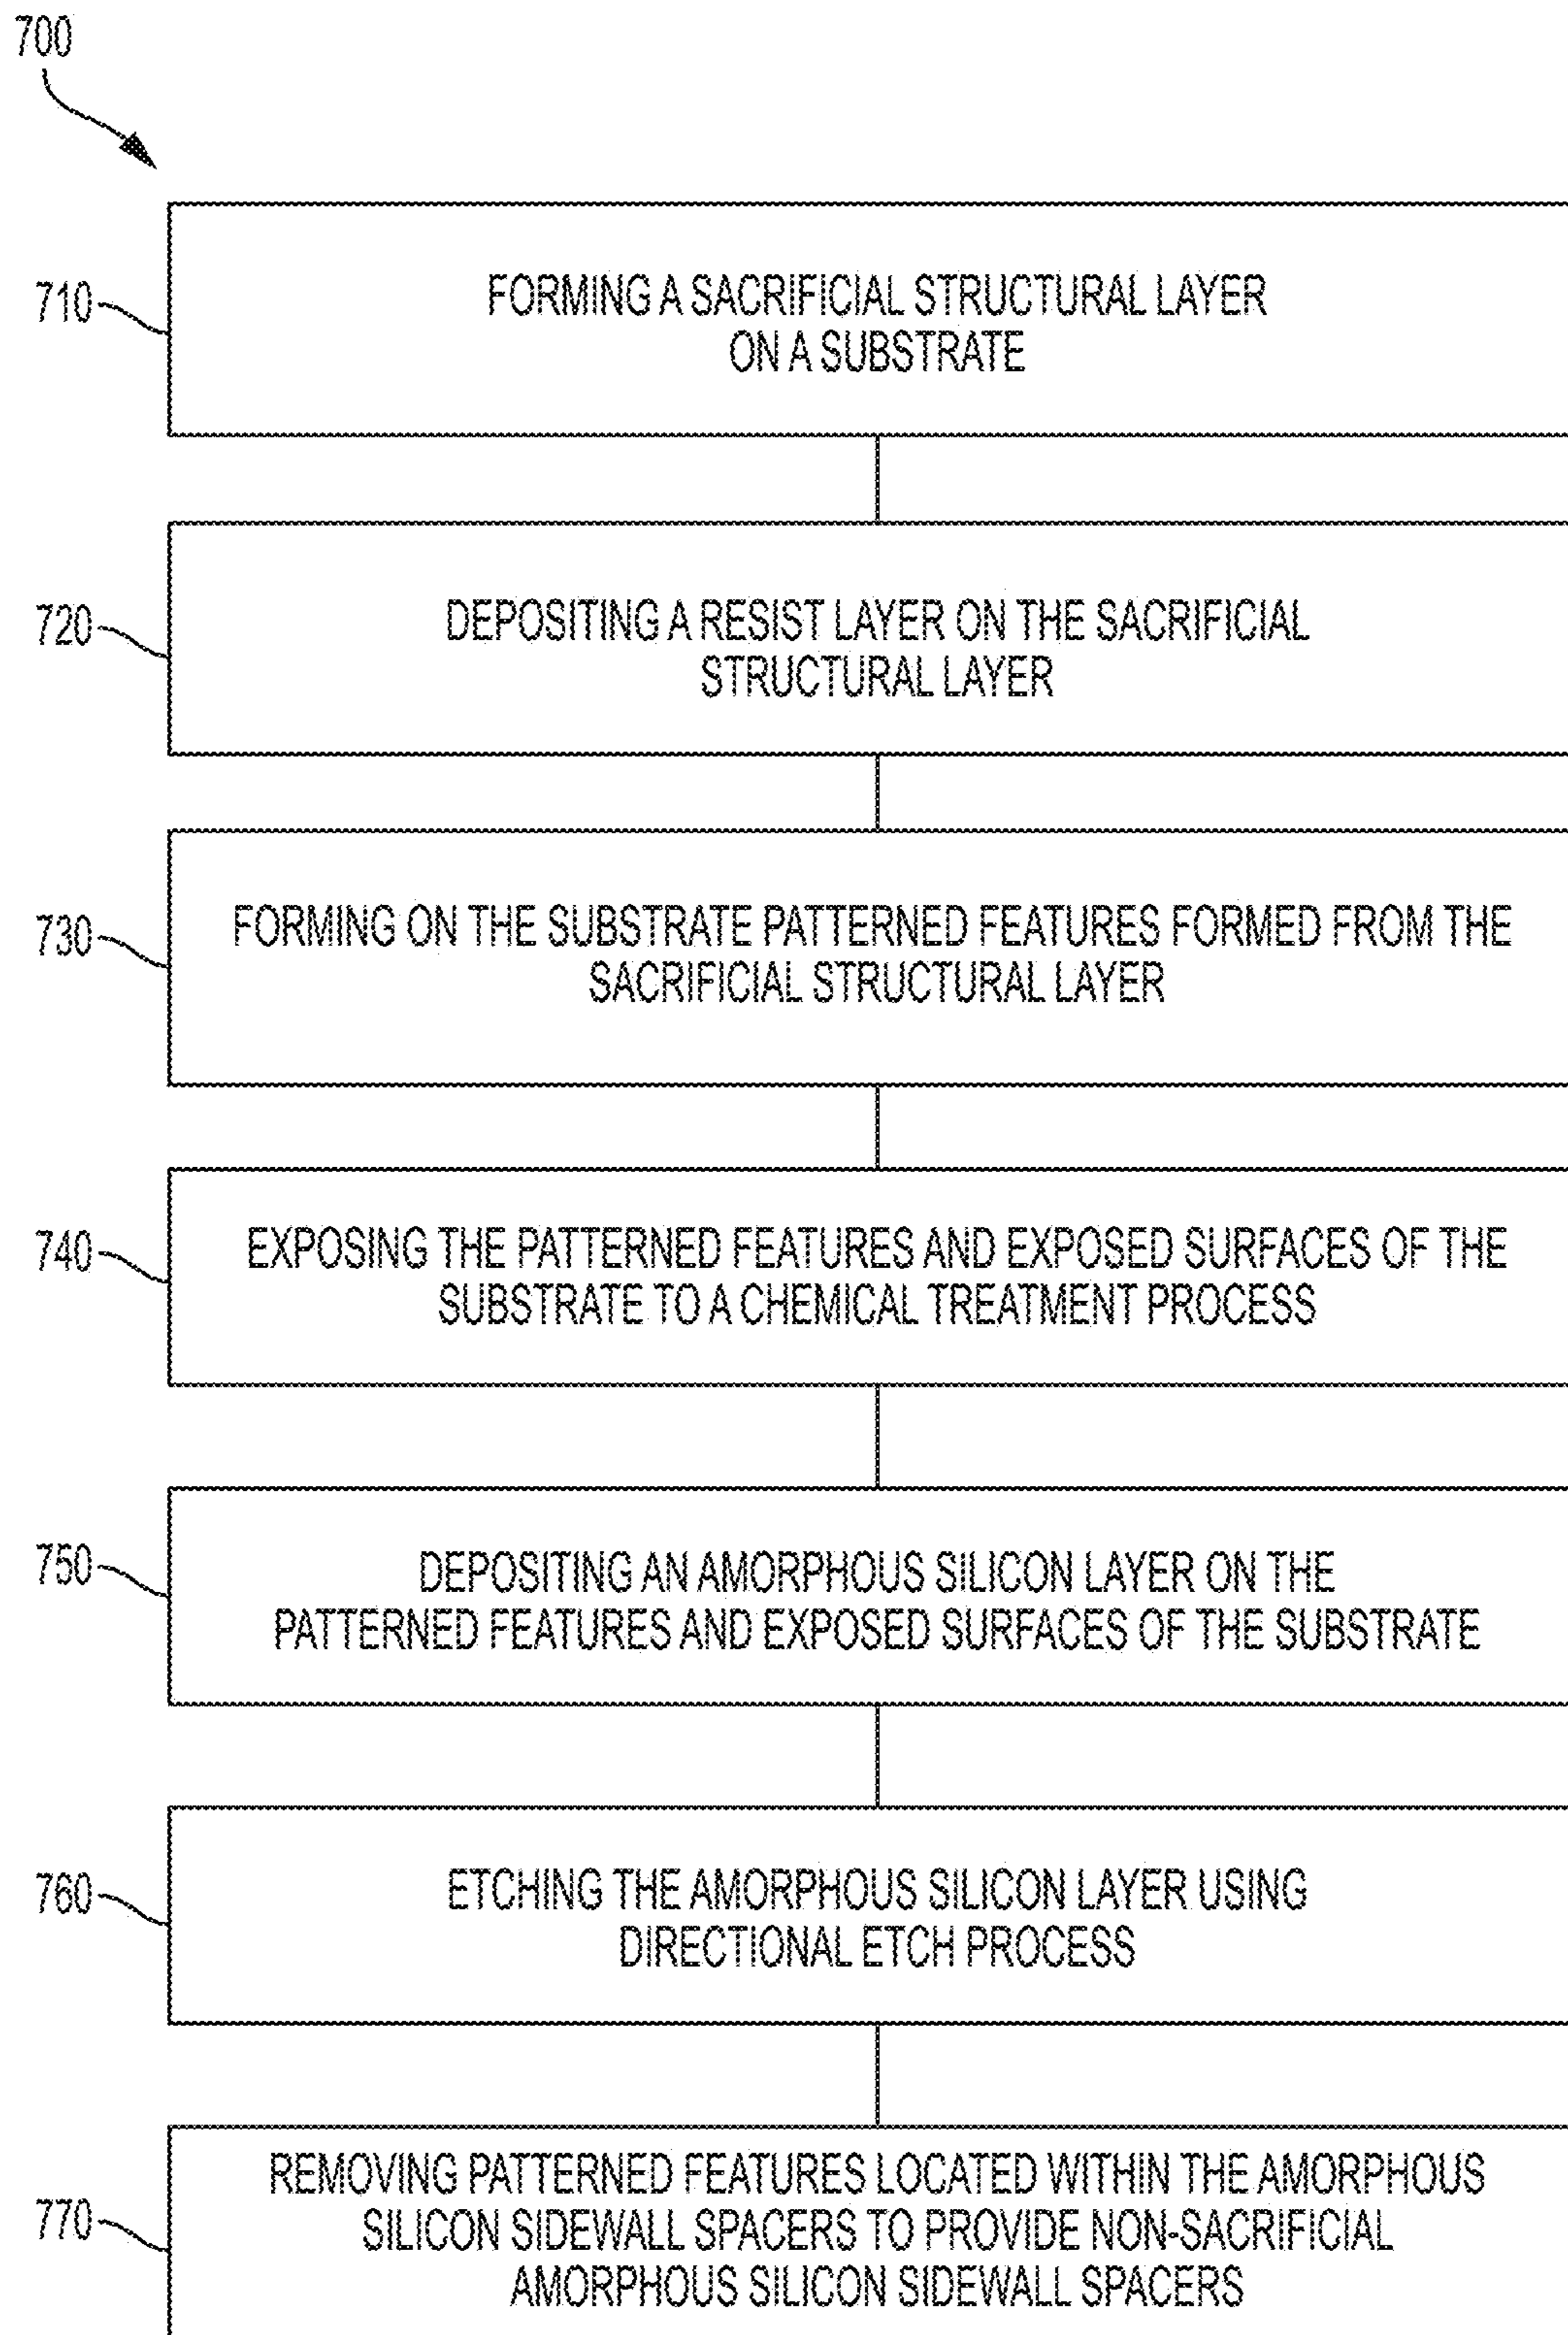 700
710
FORMING A SACRIFICIAL STRUCTURAL LAYER
ON A SUBSTRATE
720
DEPOSITING A RESIST LAYER ON THE SACRIFICIAL
STRUCTURAL LAYER
730
FORMING ON THE SUBSTRATE PATTERNED FEATURES FORMED FROM THE
SACRIFICIAL STRUCTURAL LAYER
740
EXPOSING THE PATTERNED FEATURES AND EXPOSED SURFACES OF THE
SUBSTRATE TO A CHEMICAL TREATMENT PROCESS
750
DEPOSITING AN AMORPHOUS SILICON LAYER ON THE
PATTERNED FEATURES AND EXPOSED SURFACES OF THE SUBSTRATE
760
ETCHING THE AMORPHOUS SILICON LAYER USING
DIRECTIONAL ETCH PROCESS
770
REMOVING PATTERNED FEATURES LOCATED WITHIN THE AMORPHOUS
SILICON SIDEWALL SPACERS TO PROVIDE NON-SACRIFICIAL
AMORPHOUS SILICON SIDEWALL SPACERS